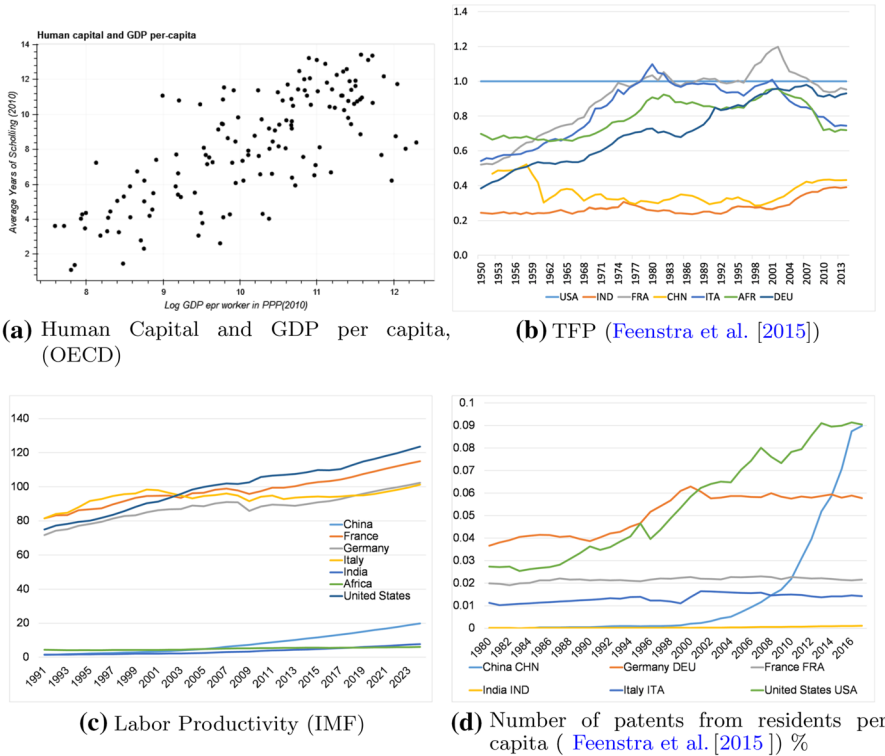 Human capital and GDP per-capita
14
12
10
8
6
4
2
Average Years of Scholling (2010)
8
9
10
11
12
Log GDP epr worker in PPP(2010)
(a) Human Capital and GDP per capita,
(OECD)
1.4
1.2
1.0
0.8
0.6
0.4
0.2
0.0
1950 1953 1956 1959 1962 1965 1968 1971 1974 1977 1980 1983 1986 1989 1992 1995 1998 2001 2004 2007 2010 2013
USA IND FRA CHN ITA AFR DEU
(b) TFP (Feenstra et al. [2015])
140
120
100
80
60
40
20
0
China
France
Germany
Italy
India
Africa
United States
1991 1993 1995 1997 1999 2001 2003 2005 2007 2009 2011 2013 2015 2017 2019 2021 2023
(c) Labor Productivity (IMF)
0.1
0.09
0.08
0.07
0.06
0.05
0.04
0.03
0.02
0.01
0
1980 1982 1984 1986 1988 1990 1992 1994 1996 1998 2000 2002 2004 2006 2008 2010 2012 2014 2016
China CHN Germany DEU France FRA
India IND Italy ITA United States USA
(d) Number of patents from residents per
capita ( Feenstra et al. [2015 ]) %